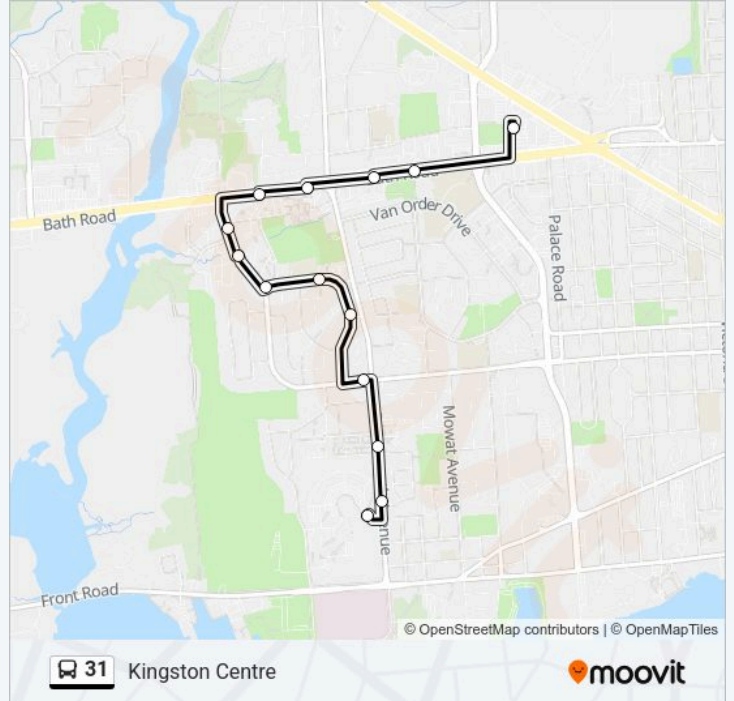 Bath Road
Van Order Drive
Palace Road
Mowat Avenue
Front Road
© OpenStreetMap contributors | © OpenMapTiles
31 Kingston Centre
moovit